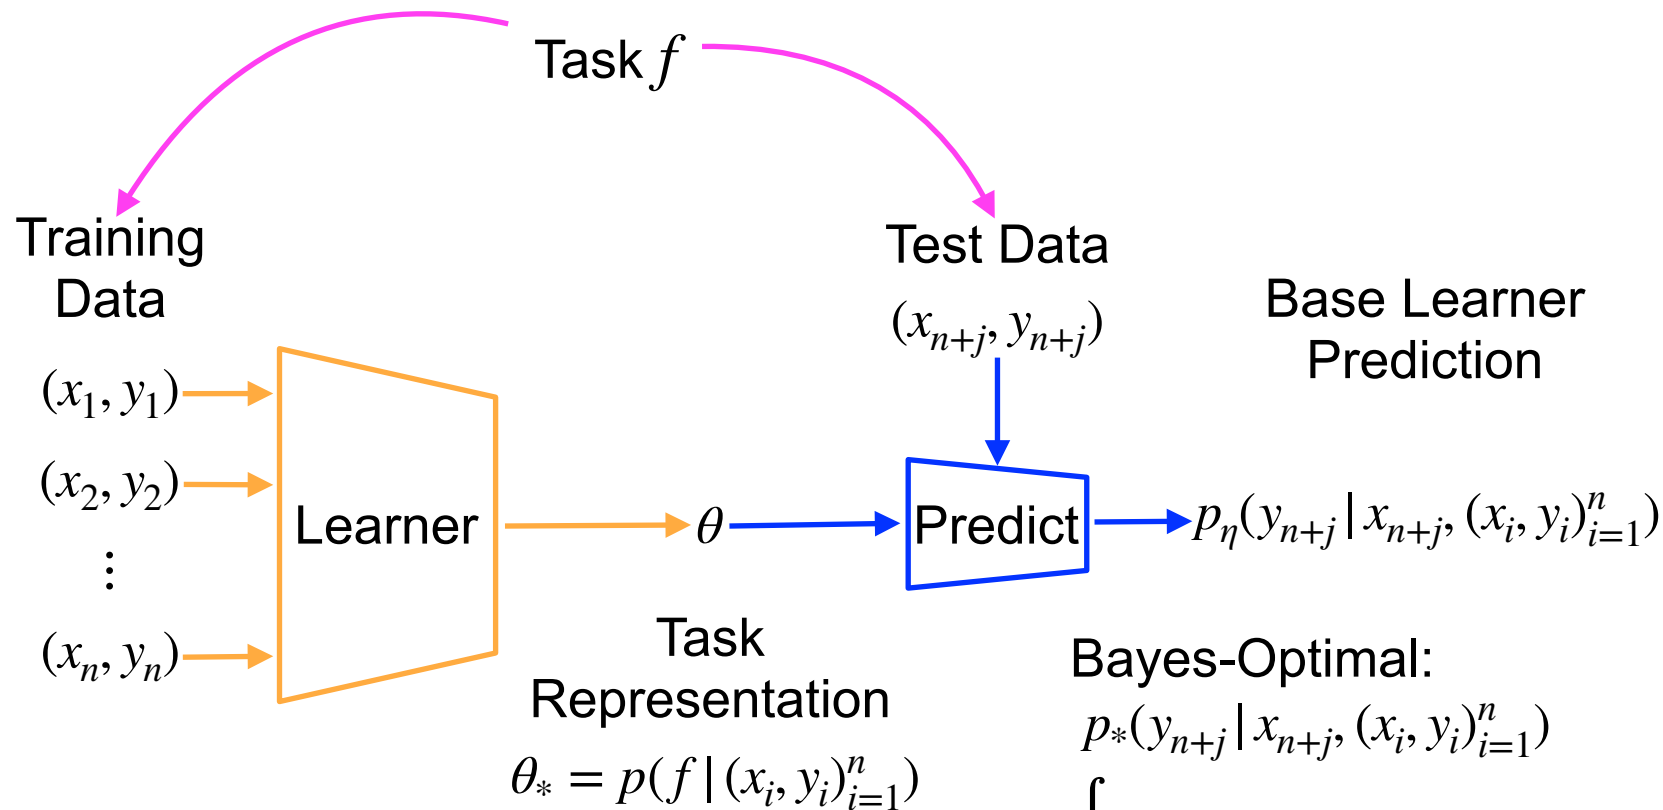 Task f
Training
Data
(x_1, y_1)
(x_2, y_2)
⋮
(x_n, y_n)
Learner
θ
Task
Representation
θ_* = p(f | (x_i, y_i)_{i=1}^n)
Test Data
(x_{n+j}, y_{n+j})
Predict
Base Learner
Prediction
p_η(y_{n+j} | x_{n+j}, (x_i, y_i)_{i=1}^n)
Bayes-Optimal:
p_*(y_{n+j} | x_{n+j}, (x_i, y_i)_{i=1}^n)